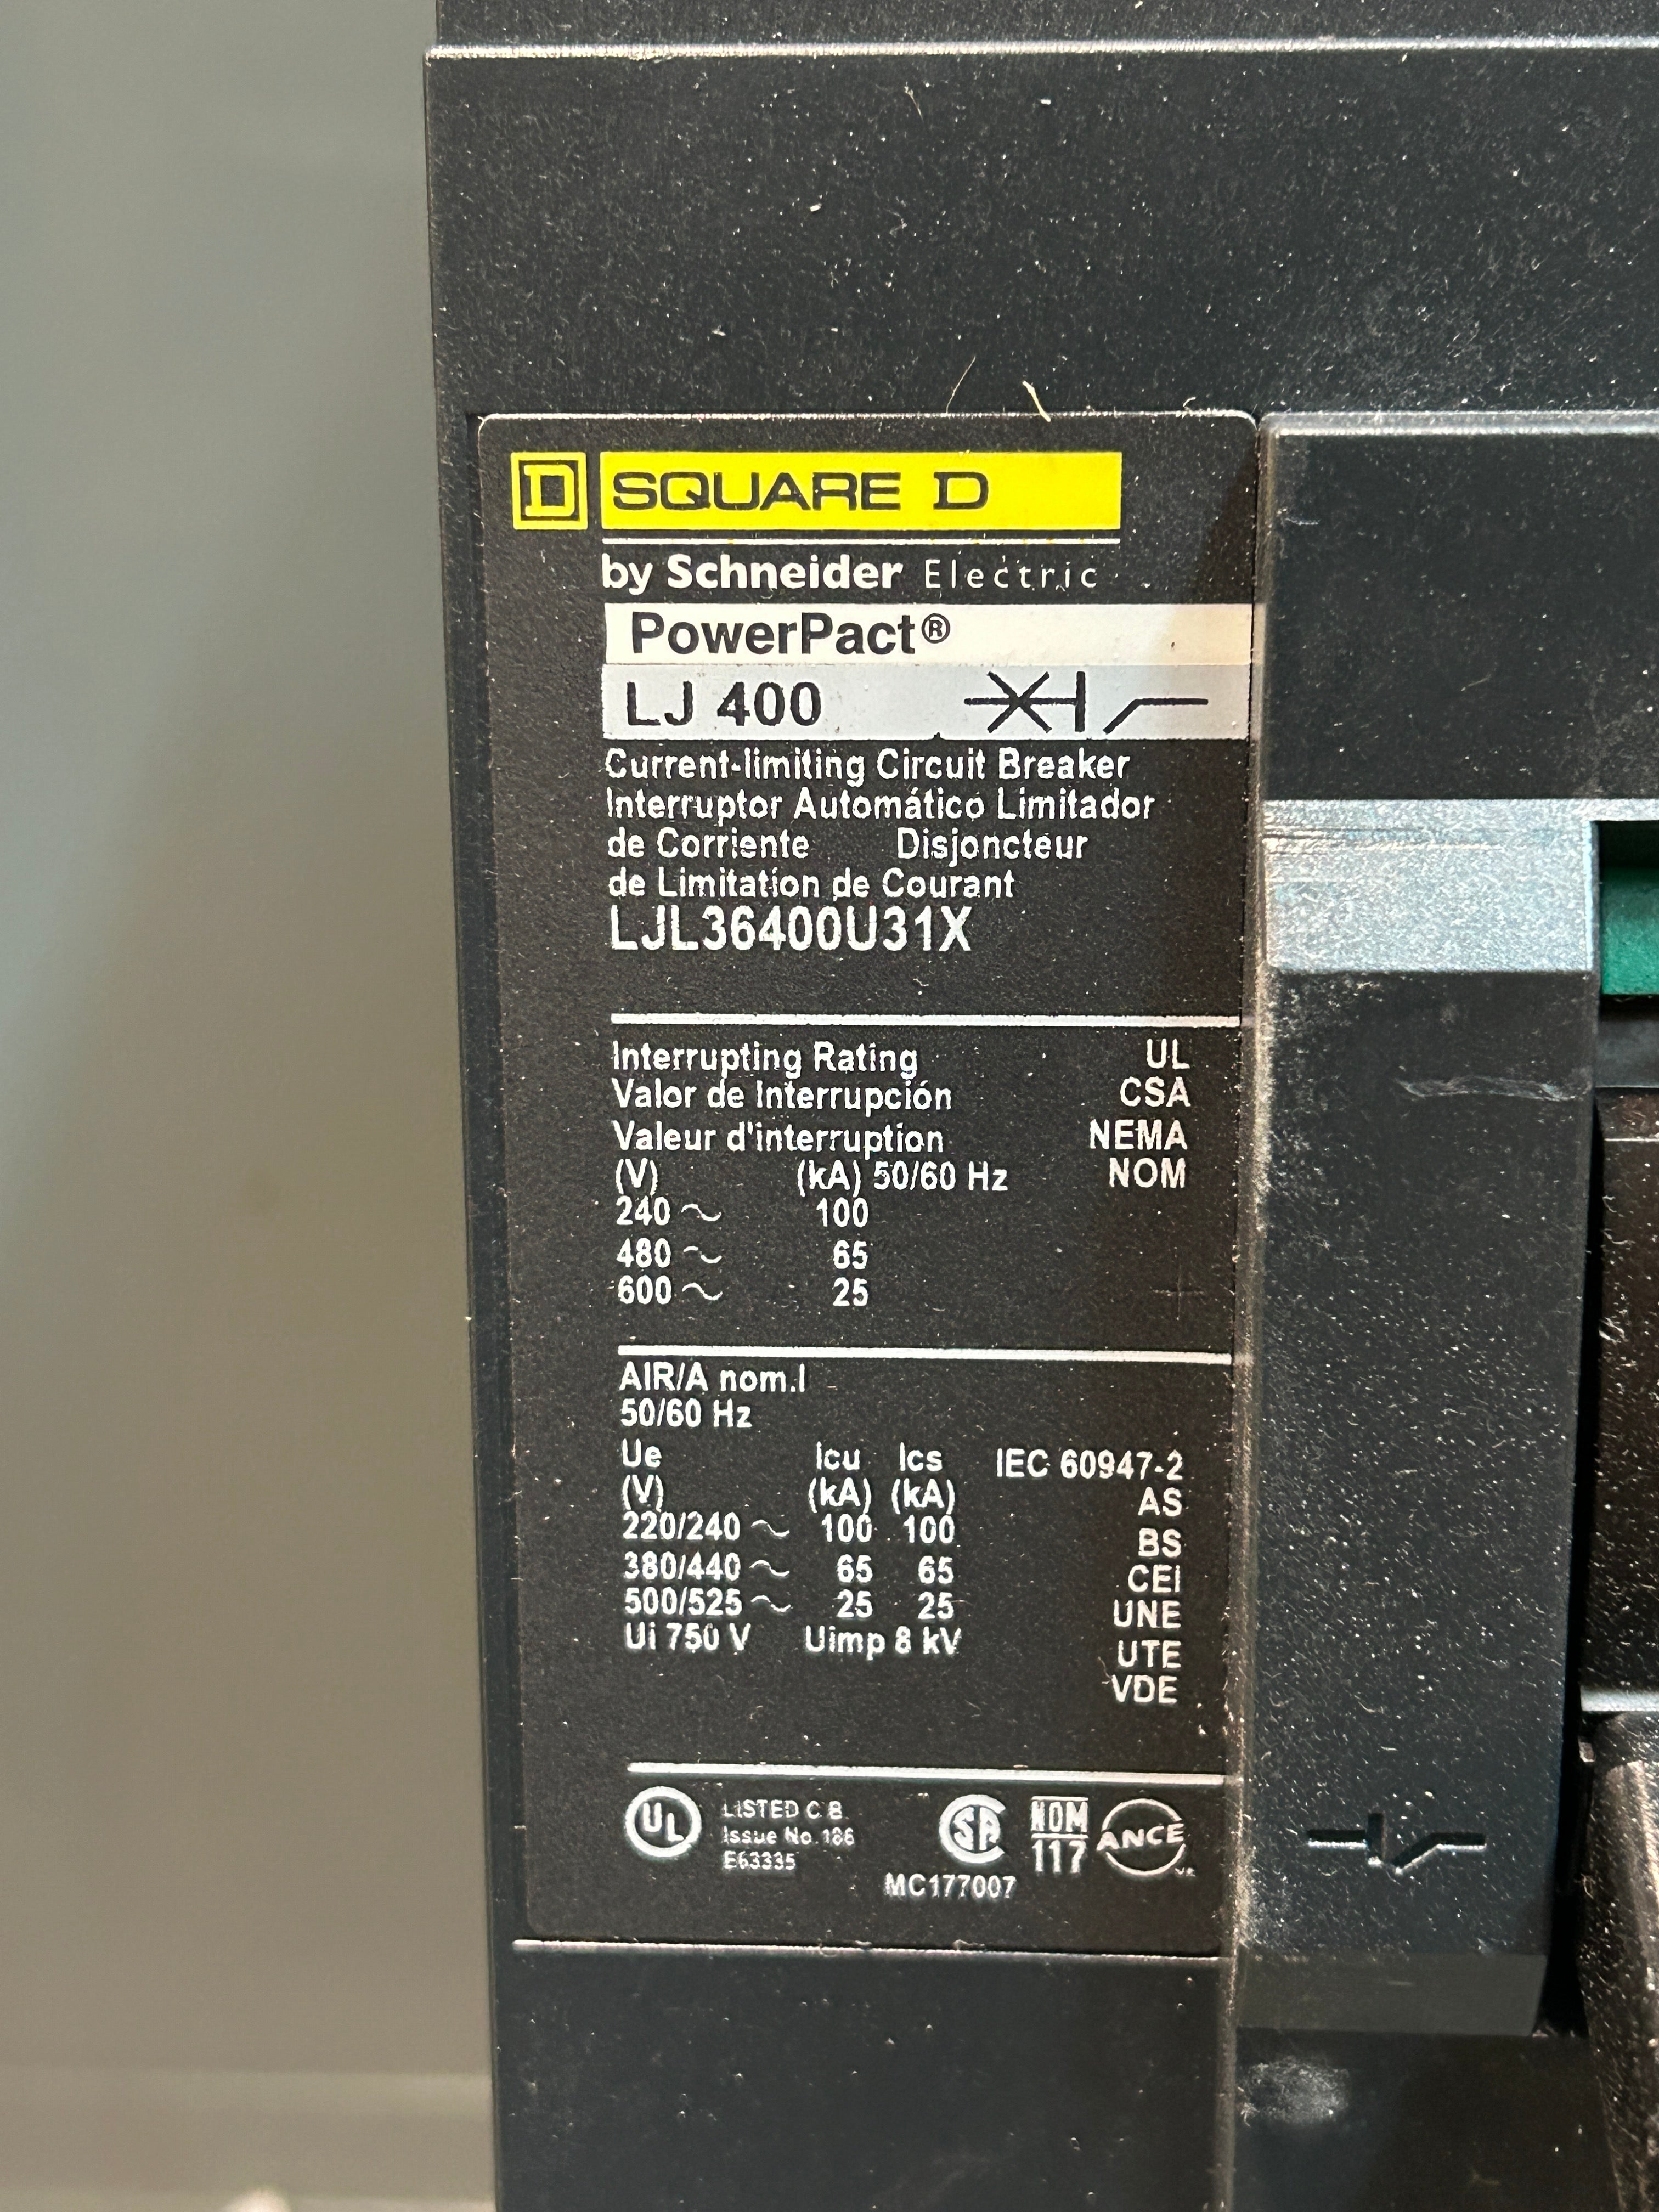 D SQUARE D
by Schneider Electric
PowerPact®
LJ 400
Current-limiting Circuit Breaker
Interruptor Automático Limitador
de Corriente Disjoncteur
de Limitation de Courant
LJL36400U31X
Interrupting Rating UL
Valor de Interrupción CSA
Valeur d'interruption NEMA
(V) (kA) 50/60 Hz NOM
240 ~ 100
480 ~ 65
600 ~ 25
AIR/A nom.I
50/60 Hz
Ue Icu Ics IEC 60947-2
(V) (kA) (kA) AS
220/240 ~ 100 100 BS
380/440 ~ 65 65 CEI
500/525 ~ 25 25 UNE
Ui 750 V Uimp 8 kV UTE
VDE
UL LISTED C.B. SA NOM ANCE
Issue No. 186 117
E63335
MC177007